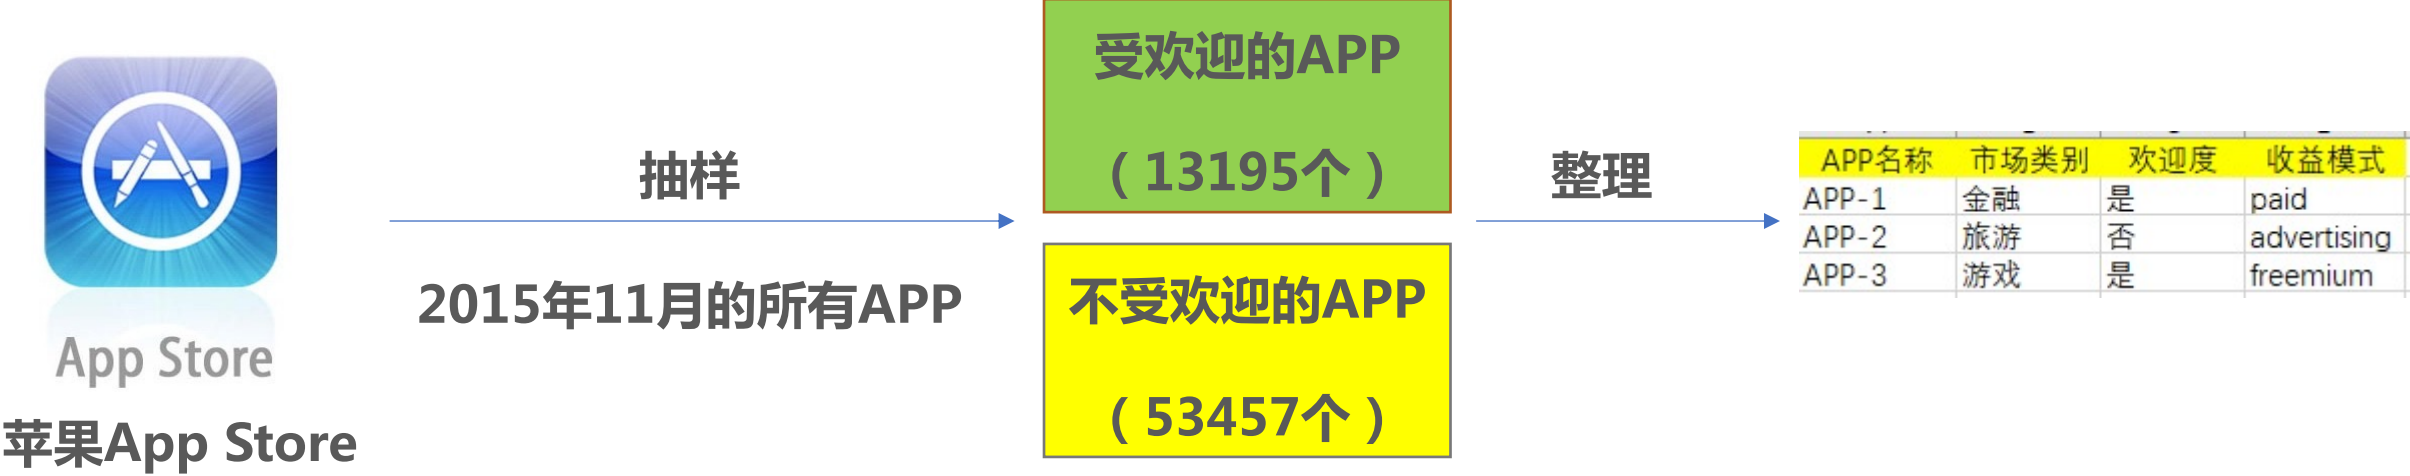 App Store
苹果App Store
抽样
2015年11月的所有APP
受欢迎的APP
（13195个）
不受欢迎的APP
（53457个）
整理
APP名称 市场类别 欢迎度 收益模式
APP-1 金融 是 paid
APP-2 旅游 否 advertising
APP-3 游戏 是 freemium